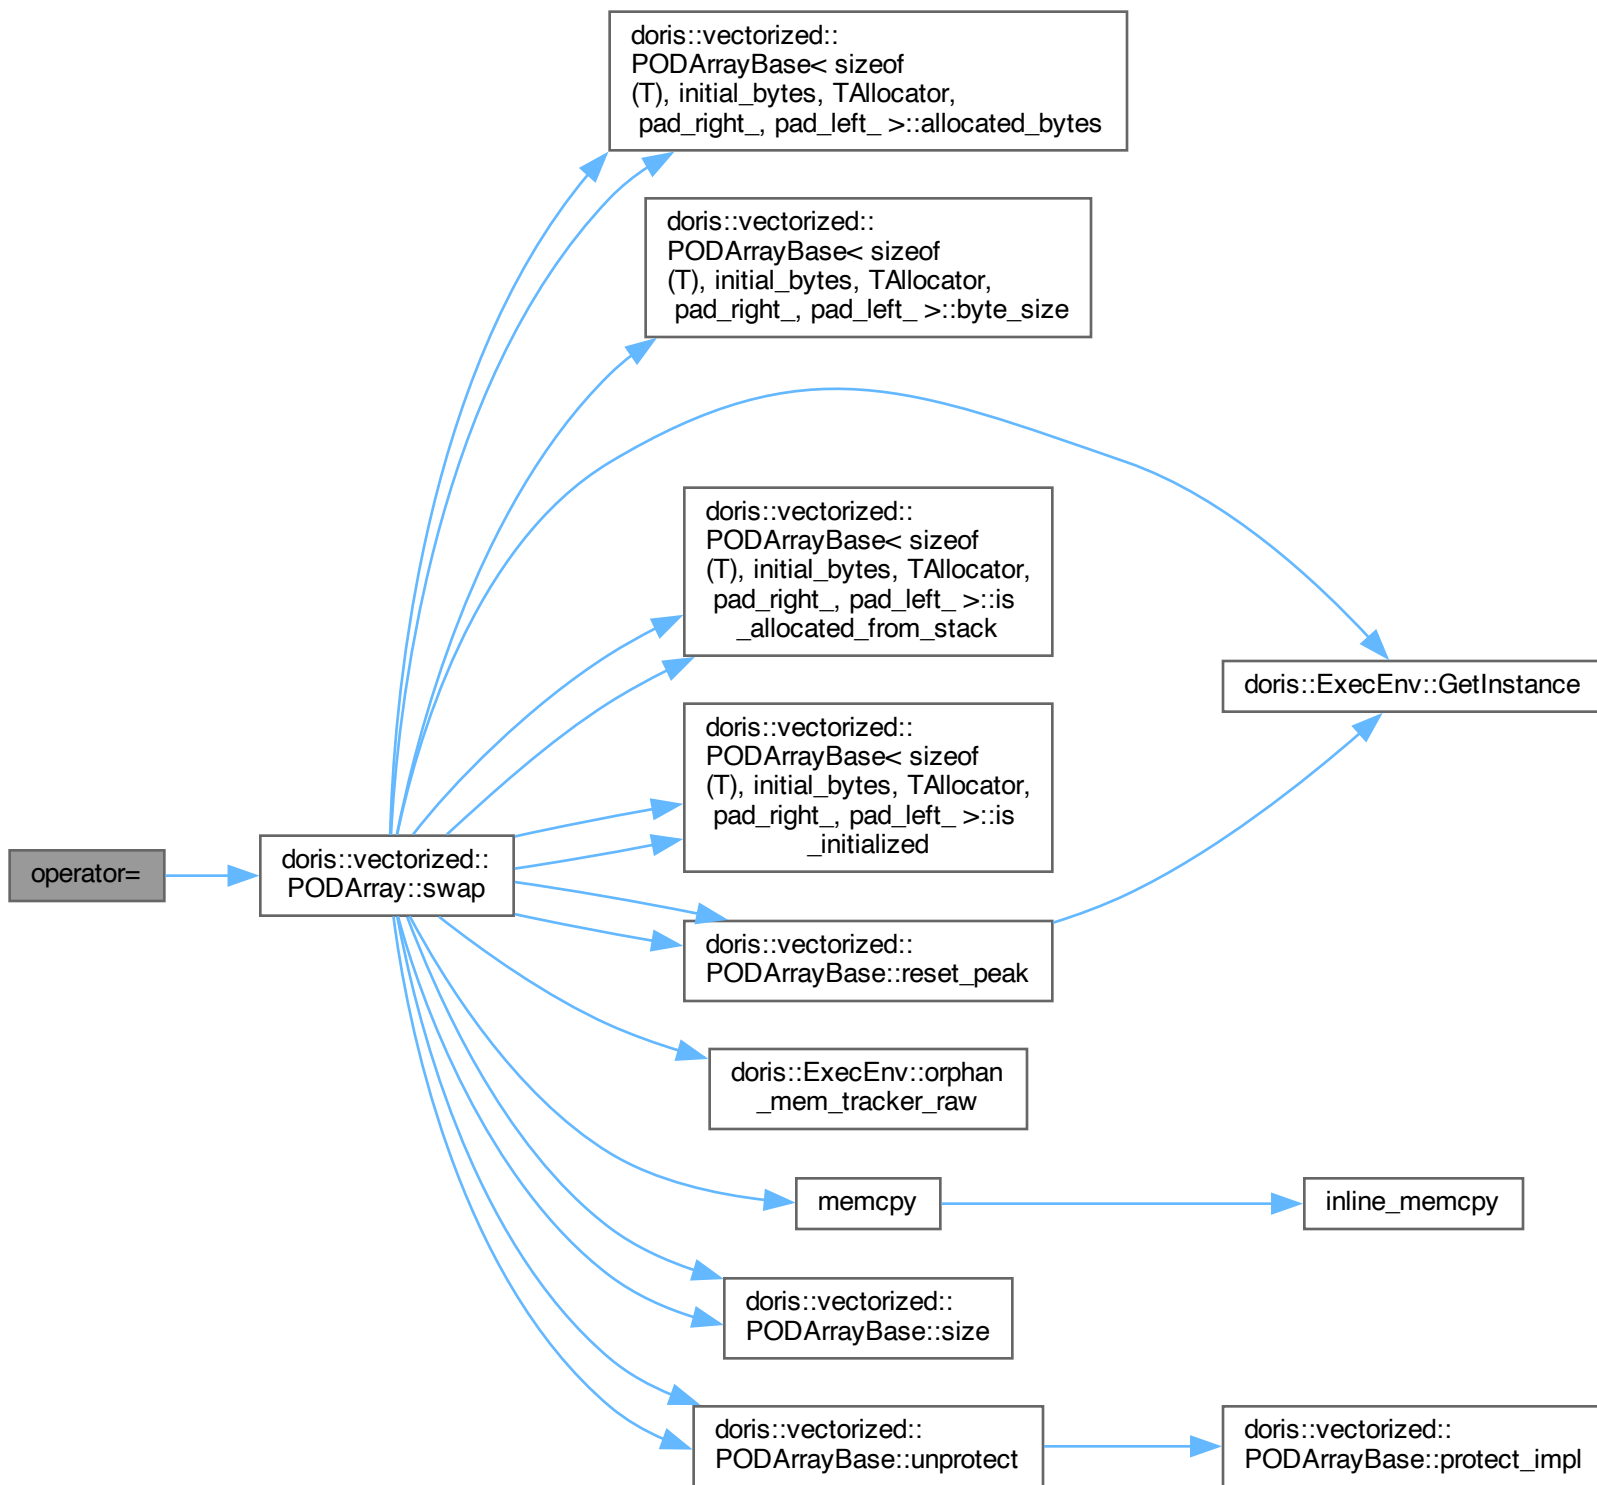 doris::vectorized::
PODArrayBase< sizeof
(T), initial_bytes, TAllocator,
pad_right_, pad_left_ >::allocated_bytes
doris::vectorized::
PODArrayBase< sizeof
(T), initial_bytes, TAllocator,
pad_right_, pad_left_ >::byte_size
doris::vectorized::
PODArrayBase< sizeof
(T), initial_bytes, TAllocator,
pad_right_, pad_left_ >::is
_allocated_from_stack
doris::ExecEnv::GetInstance
doris::vectorized::
PODArrayBase< sizeof
(T), initial_bytes, TAllocator,
pad_right_, pad_left_ >::is
_initialized
operator=
doris::vectorized::
PODArray::swap
doris::vectorized::
PODArrayBase::reset_peak
doris::ExecEnv::orphan
_mem_tracker_raw
memcpy
inline_memcpy
doris::vectorized::
PODArrayBase::size
doris::vectorized::
PODArrayBase::unprotect
doris::vectorized::
PODArrayBase::protect_impl